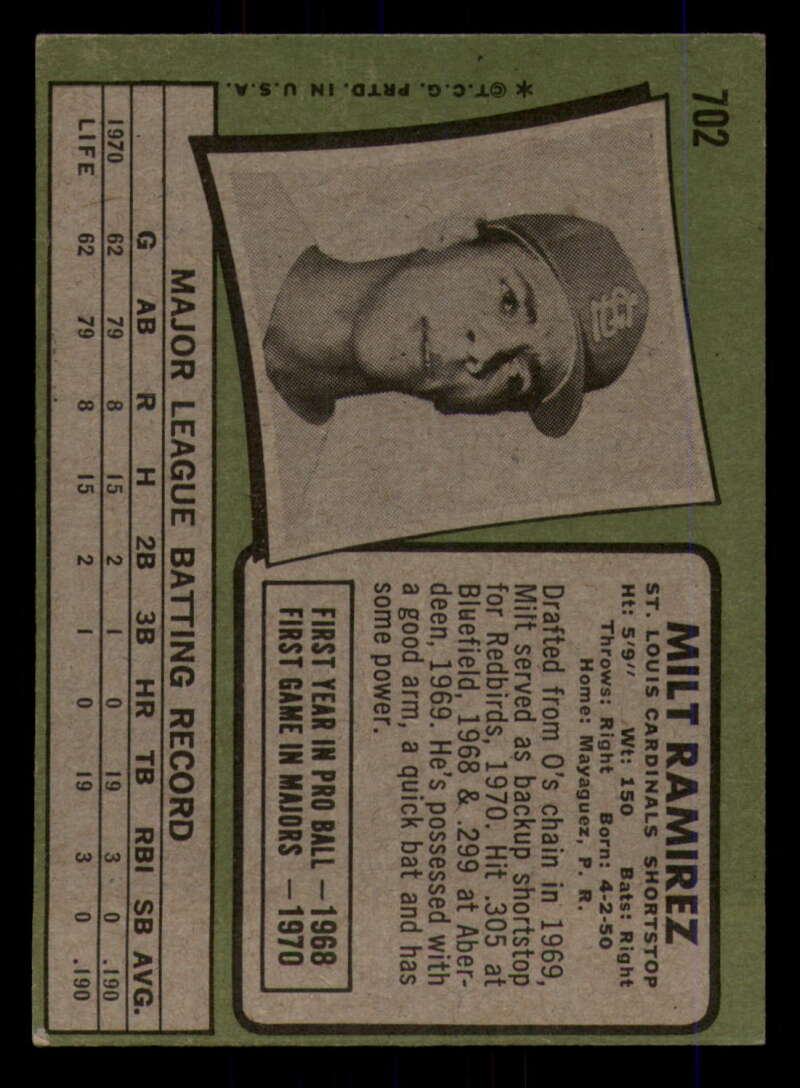 702
* ©T.C.G. PRTD. IN U.S.A.
StL
MILT RAMIREZ
ST. LOUIS CARDINALS SHORTSTOP
Ht: 5'9" Wt: 150 Bats: Right
Throws: Right Born: 4-2-50
Home: Mayaguez, P. R.
Drafted from O's chain in 1969,
Milt served as backup shortstop
for Redbirds, 1970. Hit .305 at
Bluefield, 1968 & .299 at Aber-
deen, 1969. He's possessed with
a good arm, a quick bat and has
some power.
FIRST YEAR IN PRO BALL —1968
FIRST GAME IN MAJORS —1970
MAJOR LEAGUE BATTING RECORD
G AB R H 2B 3B HR TB RBI SB AVG.
1970 62 79 8 15 2 1 0 19 3 0 .190
LIFE 62 79 8 15 2 1 0 19 3 0 .190